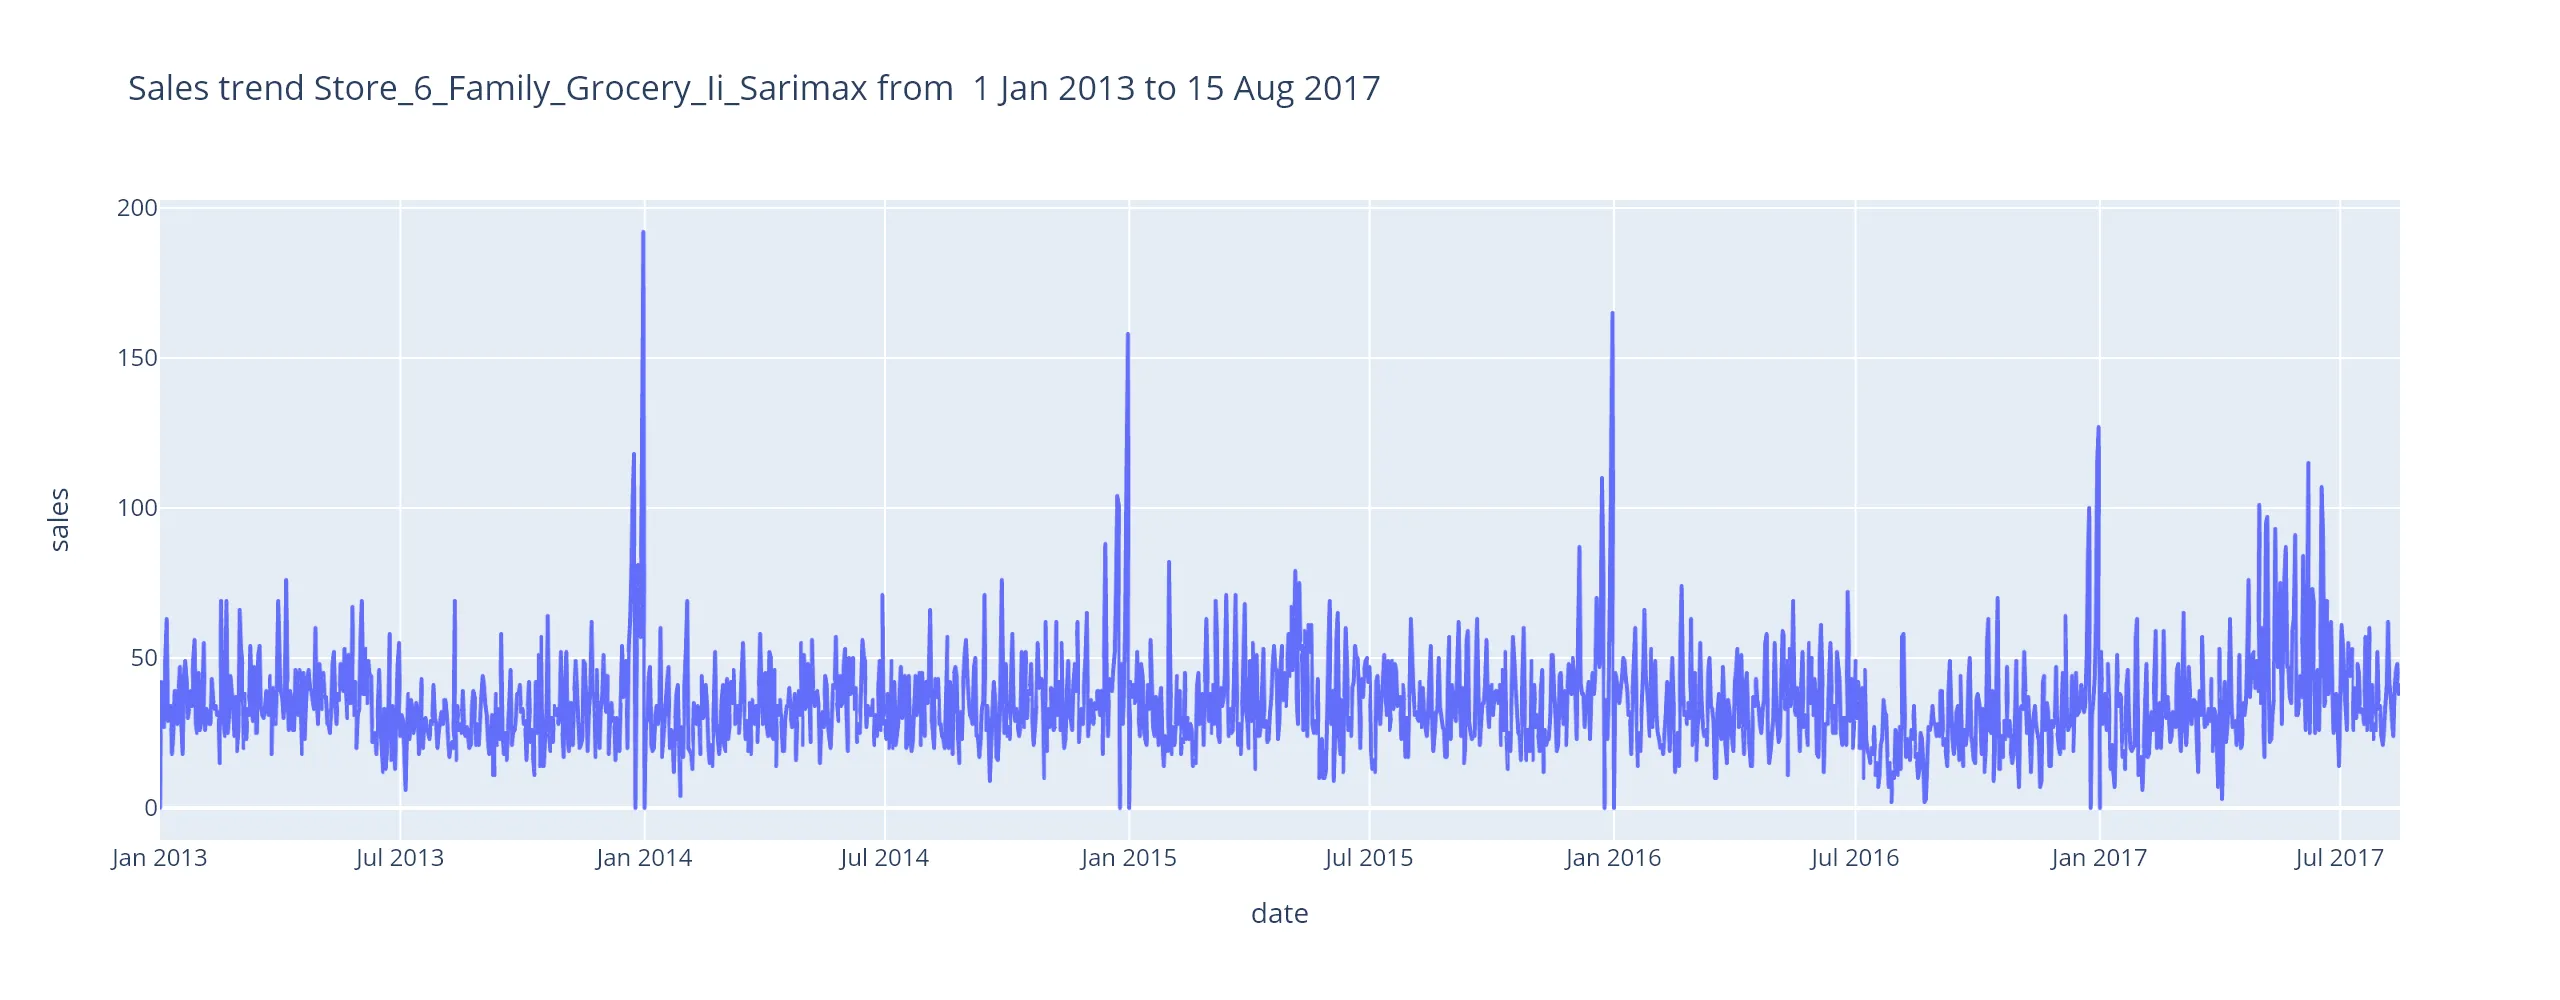 Sales trend Store_6_Family_Grocery_Ii_Sarimax from  1 Jan 2013 to 15 Aug 2017
200
150
100
50
0
sales
Jan 2013 Jul 2013 Jan 2014 Jul 2014 Jan 2015 Jul 2015 Jan 2016 Jul 2016 Jan 2017 Jul 2017
date